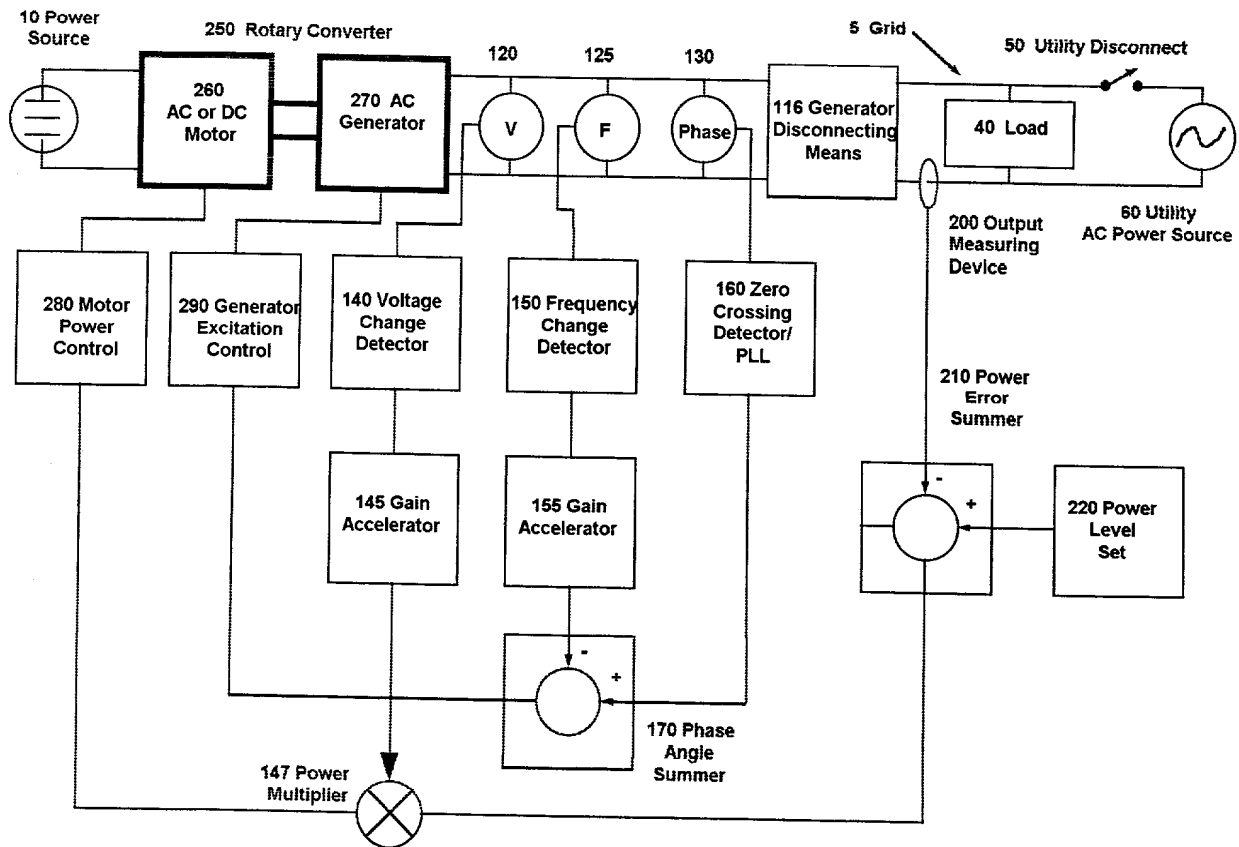 10 Power
Source
250 Rotary Converter
120
125
130
5 Grid
50 Utility Disconnect
260
AC or DC
Motor
270 AC
Generator
V
F
Phase
116 Generator
Disconnecting
Means
40 Load
60 Utility
AC Power Source
200 Output
Measuring
Device
280 Motor
Power
Control
290 Generator
Excitation
Control
140 Voltage
Change
Detector
150 Frequency
Change
Detector
160 Zero
Crossing
Detector/
PLL
210 Power
Error
Summer
145 Gain
Accelerator
155 Gain
Accelerator
-
+
220 Power
Level
Set
-
+
170 Phase
Angle
Summer
147 Power
Multiplier